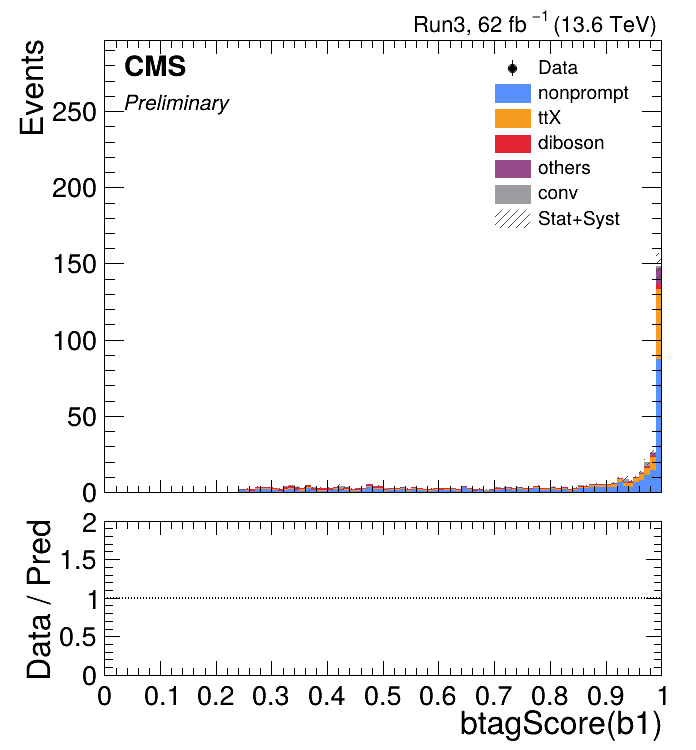 Run3, 62 fb⁻¹ (13.6 TeV)
CMS
Preliminary
Data
nonprompt
ttX
diboson
others
conv
Stat+Syst
Events
250
200
150
100
50
0
Data / Pred
2
1.5
1
0.5
0
0 0.1 0.2 0.3 0.4 0.5 0.6 0.7 0.8 0.9 1
btagScore(b1)